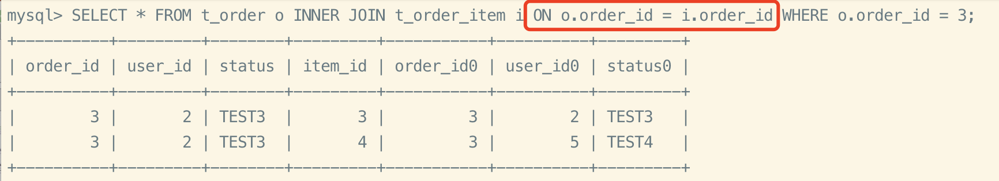 mysql> SELECT * FROM t_order o INNER JOIN t_order_item i ON o.order_id = i.order_id WHERE o.order_id = 3;
+----------+---------+--------+---------+-----------+----------+---------+
| order_id | user_id | status | item_id | order_id0 | user_id0 | status0 |
+----------+---------+--------+---------+-----------+----------+---------+
|        3 |       2 | TEST3  |       3 |         3 |        2 | TEST3   |
|        3 |       2 | TEST3  |       4 |         3 |        5 | TEST4   |
+----------+---------+--------+---------+-----------+----------+---------+